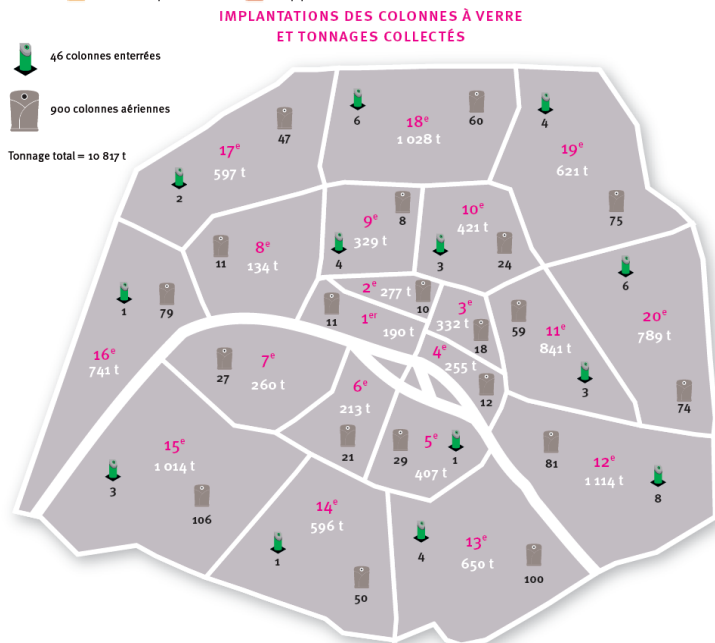 IMPLANTATIONS DES COLONNES À VERRE
ET TONNAGES COLLECTÉS
46 colonnes enterrées
900 colonnes aériennes
Tonnage total = 10 817 t
17e
597 t
47
2
18e
1 028 t
6
60
19e
621 t
4
75
8e
134 t
11
9e
329 t
8
4
10e
421 t
3
24
2e 277 t
10
1er
190 t
11
3e
332 t
18
4e
255 t
12
11e
841 t
59
3
20e
789 t
6
74
16e
741 t
1
79
7e
260 t
27
6e
213 t
21
5e
407 t
29
1
15e
1 014 t
3
106
14e
596 t
1
50
13e
650 t
4
100
12e
1 114 t
81
8